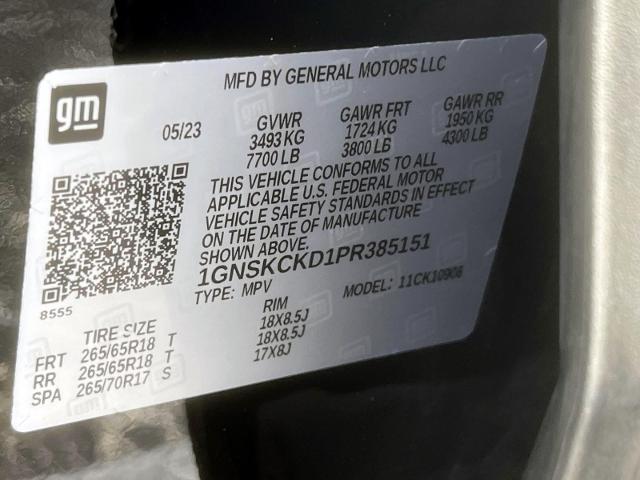 MFD BY GENERAL MOTORS LLC
gm
05/23 GVWR GAWR FRT GAWR RR
3493 KG 1724 KG 1950 KG
7700 LB 3800 LB 4300 LB
THIS VEHICLE CONFORMS TO ALL
APPLICABLE U.S. FEDERAL MOTOR
VEHICLE SAFETY STANDARDS IN EFFECT
ON THE DATE OF MANUFACTURE
SHOWN ABOVE.
1GNSKCKD1PR385151
TYPE: MPV MODEL: 11CK10906
8555
TIRE SIZE RIM
FRT 265/65R18 T 18X8.5J
RR 265/65R18 T 18X8.5J
SPA 265/70R17 S 17X8J